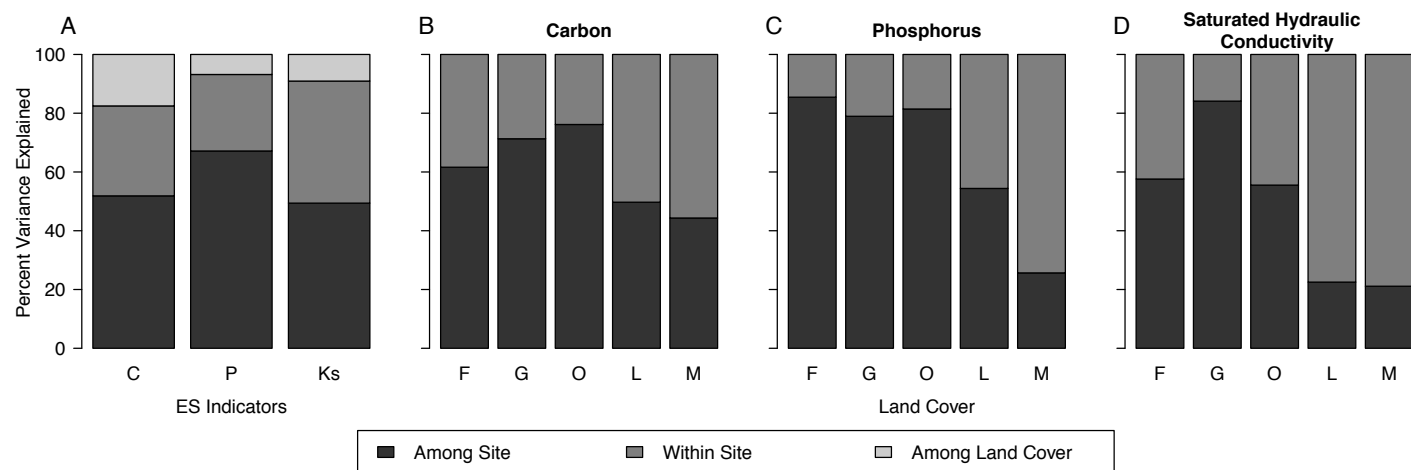 A
Percent Variance Explained
100
80
60
40
20
0
C P Ks
ES Indicators
B
Carbon
F G O L M
C
Phosphorus
F G O L M
Land Cover
D
Saturated Hydraulic
Conductivity
F G O L M
Among Site Within Site Among Land Cover